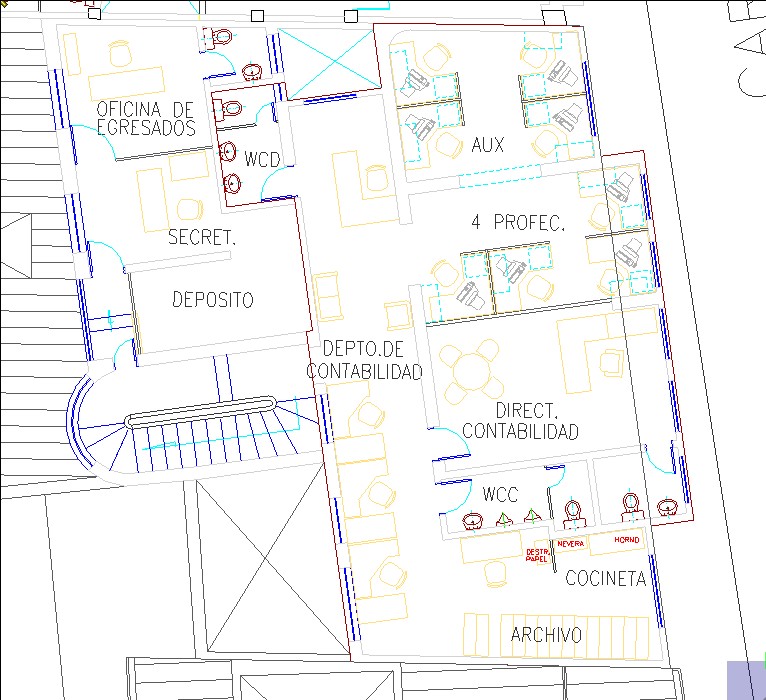 OFICINA DE
EGRESADOS
WCD
AUX
SECRET.
4 PROFEC.
DEPOSITO
DEPTO.DE
CONTABILIDAD
DIRECT.
CONTABILIDAD
WCC
DESTR.
PAPEL
NEVERA
HORNO
COCINETA
ARCHIVO
CAR